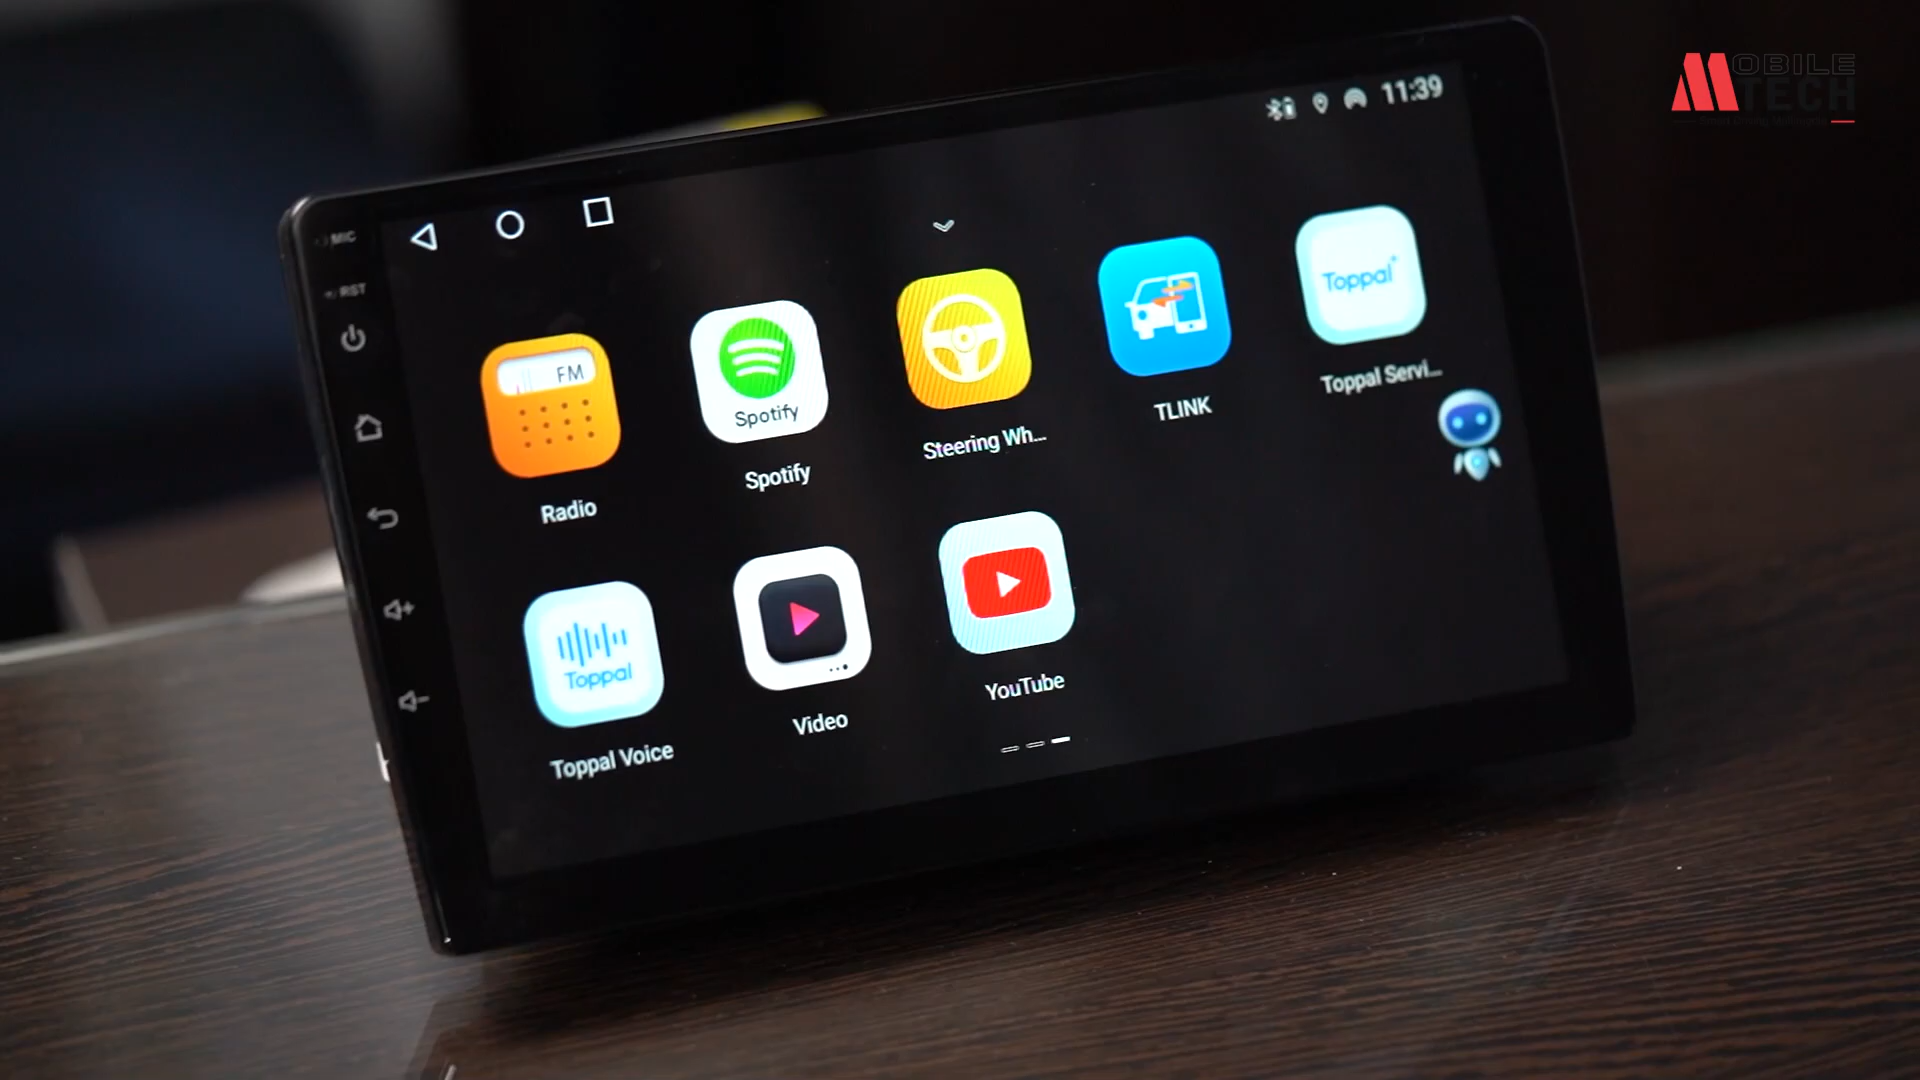 MOBILE
TECH
11:39
MIC
RST
FM
Radio
Spotify
Spotify
Steering Wh...
TLINK
Toppal+
Toppal Servi...
Toppal
Toppal Voice
Video
YouTube